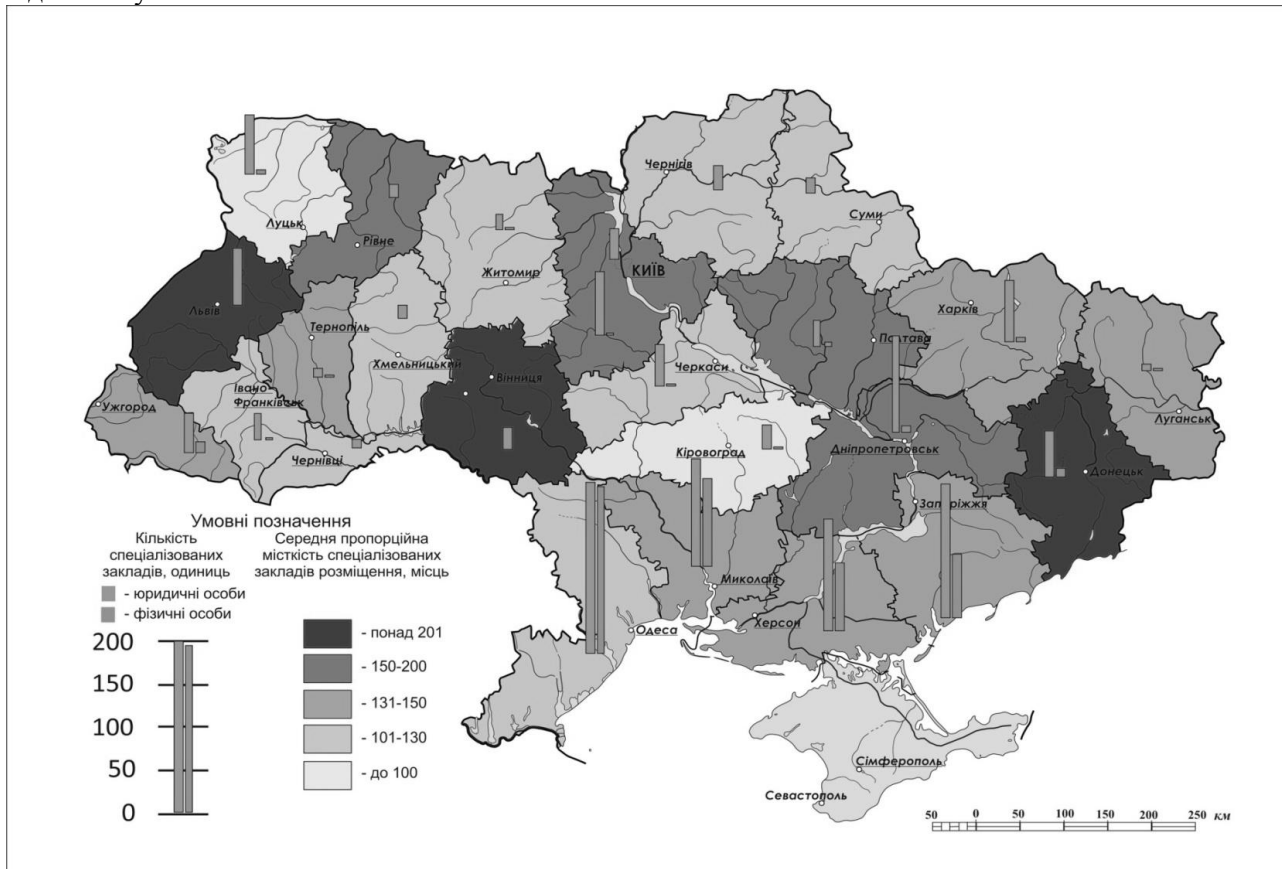 Чернігів
Суми
Луцьк
Рівне
Житомир
КИЇВ
Львів
Тернопіль
Хмельницький
Вінниця
Черкаси
Полтава
Харків
Луганськ
Ужгород
Івано-
Франківськ
Чернівці
Кіровоград
Дніпропетровськ
Донецьк
Запоріжжя
Миколаїв
Херсон
Одеса
Сімферополь
Севастополь
Умовні позначення
Кількість
спеціалізованих
закладів, одиниць
- юридичні особи
- фізичні особи
200
150
100
50
0
Середня пропорційна
місткість спеціалізованих
закладів розміщення, місць
- понад 201
- 150-200
- 131-150
- 101-130
- до 100
50 0 50 100 150 200 250 км